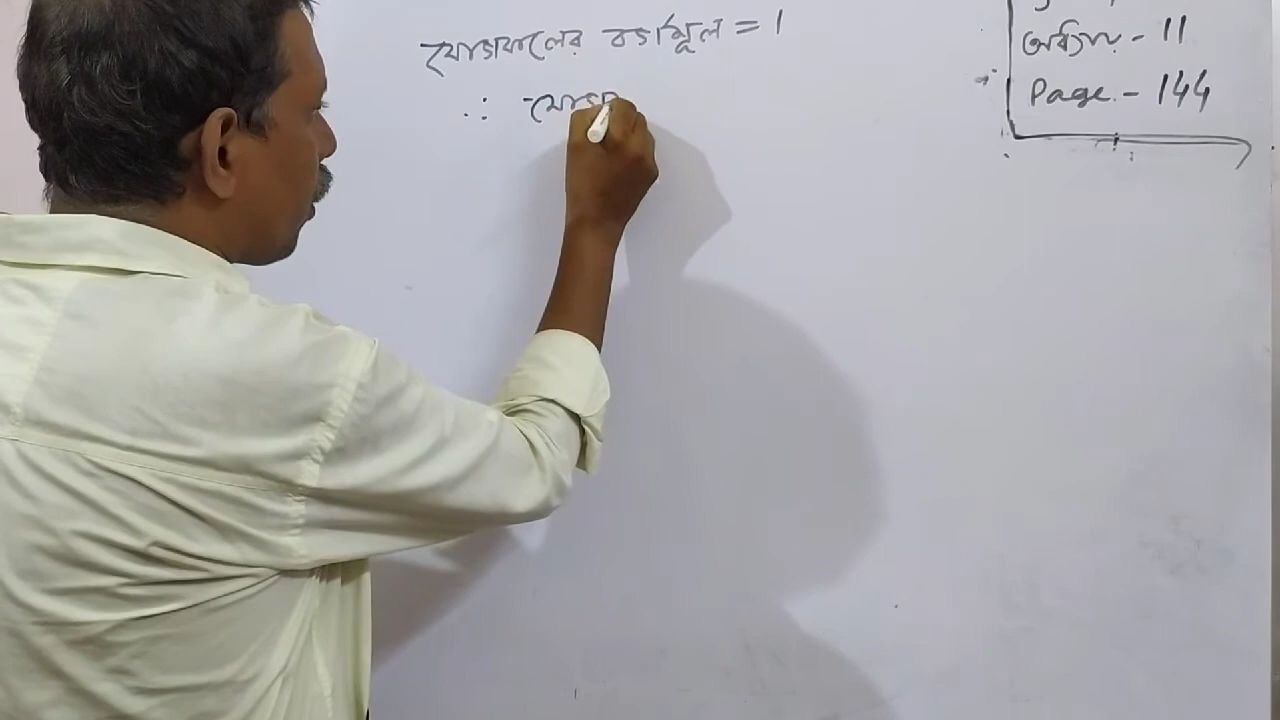 যোগফলের বর্গমূল = 1
∴ যোগ
অধ্যায় - 11
Page - 144